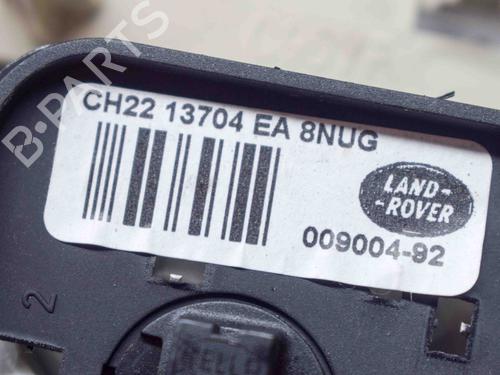 B-PARTS
CH22 13704 EA 8NUG
LAND-
-ROVER
009004-92
2